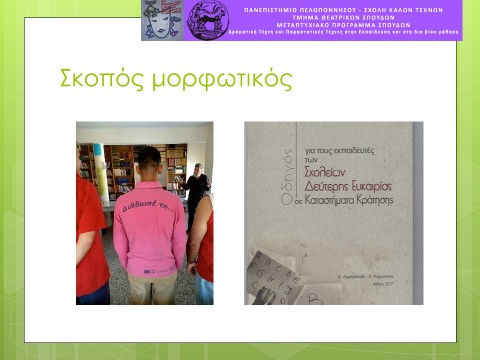 ΠΑΝΕΠΙΣΤΗΜΙΟ ΠΕΛΟΠΟΝΝΗΣΟΥ - ΣΧΟΛΗ ΚΑΛΩΝ ΤΕΧΝΩΝ
ΤΜΗΜΑ ΘΕΑΤΡΙΚΩΝ ΣΠΟΥΔΩΝ
ΜΕΤΑΠΤΥΧΙΑΚΟ ΠΡΟΓΡΑΜΜΑ ΣΠΟΥΔΩΝ
Δραματική Τέχνη και Παραστατικές Τέχνες στην Εκπαίδευση και στη δια βίου μάθηση
Σκοπός μορφωτικός
Οδηγός
για τους εκπαιδευτές
των
Σχολείων
Δεύτερης Ευκαιρίας
σε Καταστήματα Κράτησης